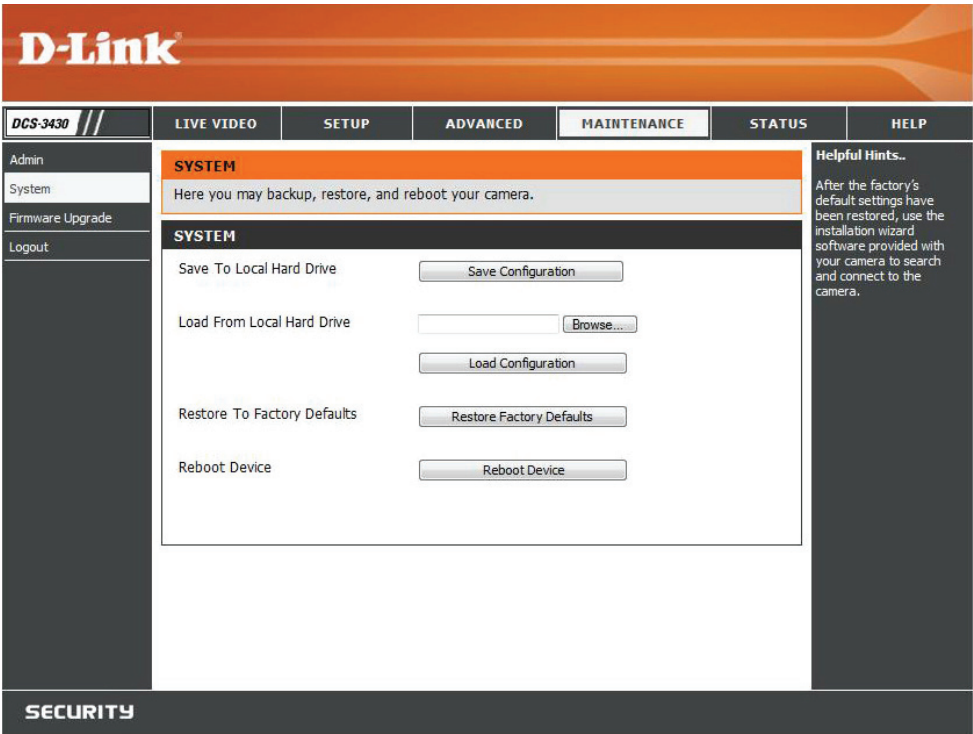 D-Link
DCS-3430
LIVE VIDEO
SETUP
ADVANCED
MAINTENANCE
STATUS
HELP
Admin
System
Firmware Upgrade
Logout
SYSTEM
Here you may backup, restore, and reboot your camera.
SYSTEM
Save To Local Hard Drive
Save Configuration
Load From Local Hard Drive
Browse...
Load Configuration
Restore To Factory Defaults
Restore Factory Defaults
Reboot Device
Reboot Device
Helpful Hints..
After the factory's
default settings have
been restored, use the
installation wizard
software provided with
your camera to search
and connect to the
camera.
SECURITY